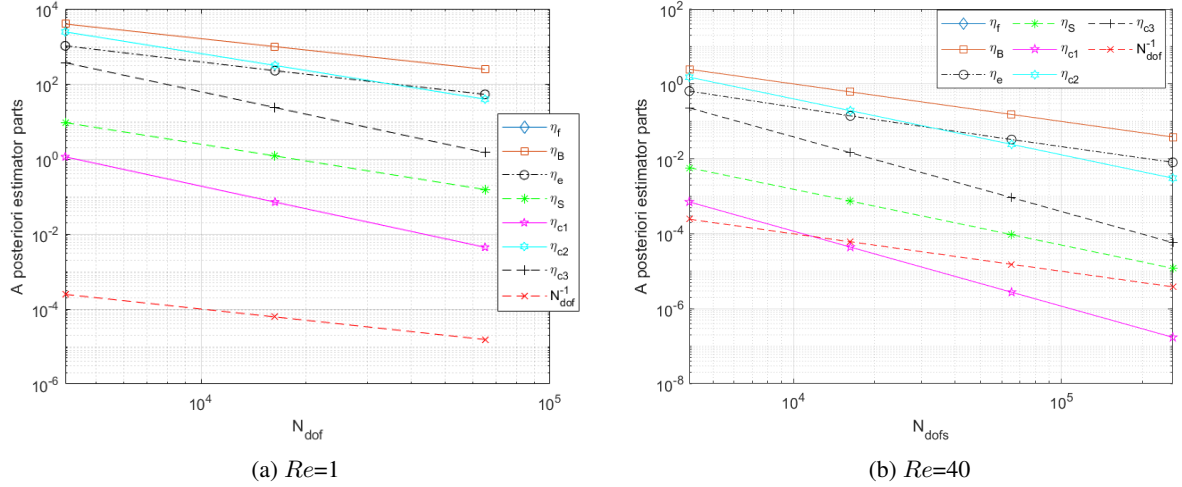 10^4
10^2
10^0
10^-2
10^-4
10^-6
A posteriori estimator parts
10^4
10^5
N_dof
η_f
η_B
η_e
η_S
η_c1
η_c2
η_c3
N_dof^-1
(a) Re=1
10^4
10^2
10^0
10^-2
10^-4
10^-6
10^-8
A posteriori estimator parts
10^4
10^5
N_dofs
η_f η_S η_c3
η_B η_c1 N_dof^-1
η_e η_c2
(b) Re=40